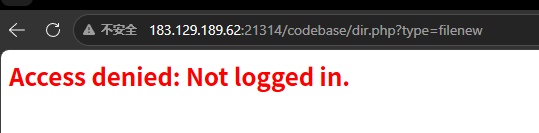 不安全 183.129.189.62:21314/codebase/dir.php?type=filenew
Access denied: Not logged in.